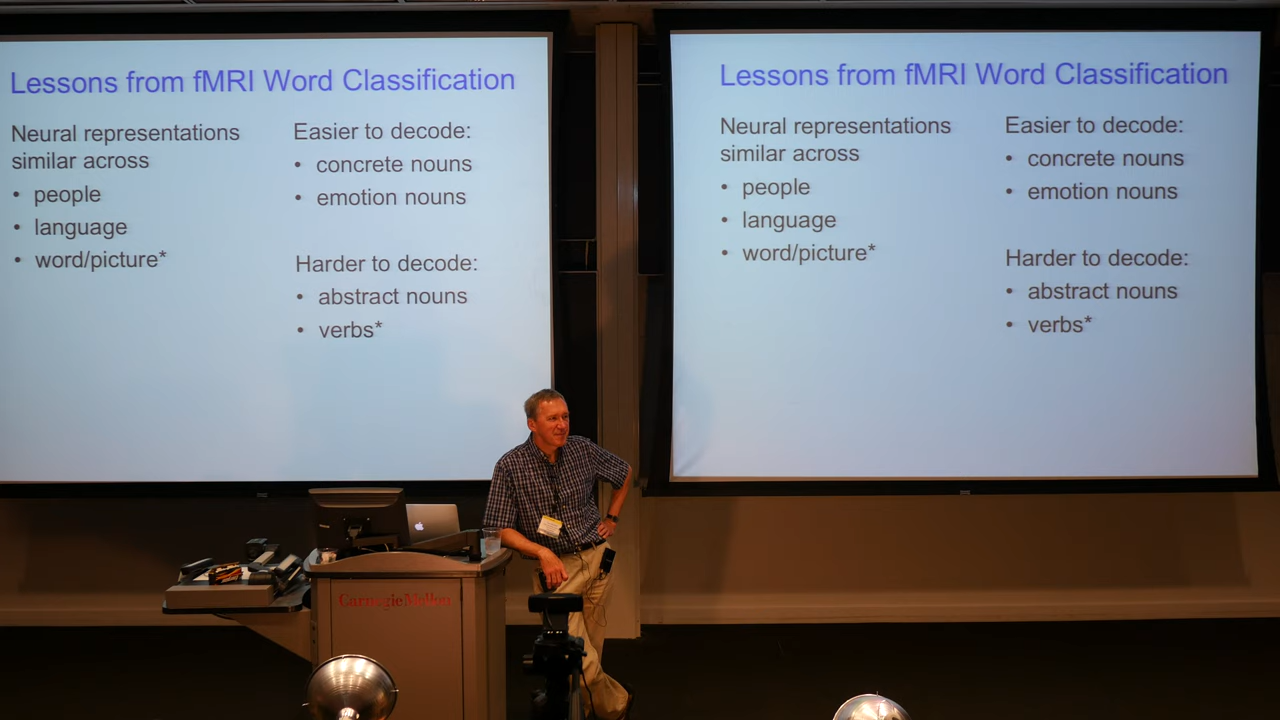 Lessons from fMRI Word Classification
Neural representations
similar across
• people
• language
• word/picture*
Easier to decode:
• concrete nouns
• emotion nouns
Harder to decode:
• abstract nouns
• verbs*
Lessons from fMRI Word Classification
Neural representations
similar across
• people
• language
• word/picture*
Easier to decode:
• concrete nouns
• emotion nouns
Harder to decode:
• abstract nouns
• verbs*
Carnegie Mellon